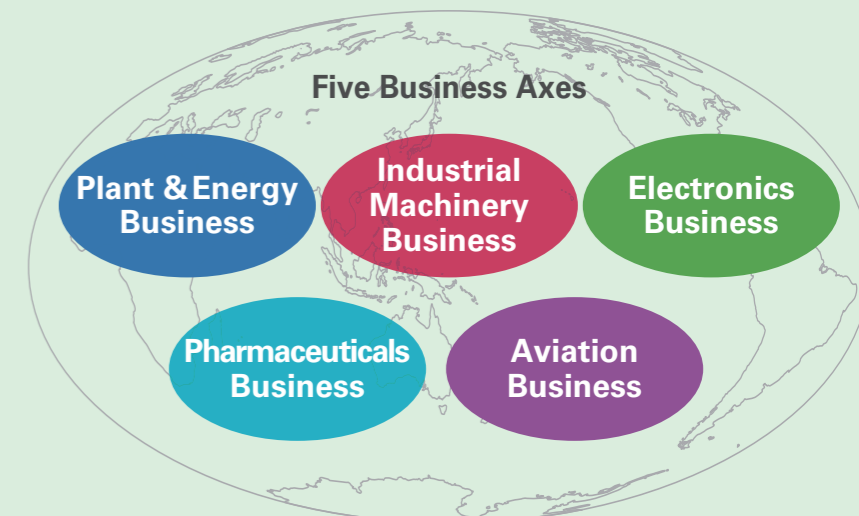 Five Business Axes
Plant & Energy
Business
Industrial
Machinery
Business
Electronics
Business
Pharmaceuticals
Business
Aviation
Business